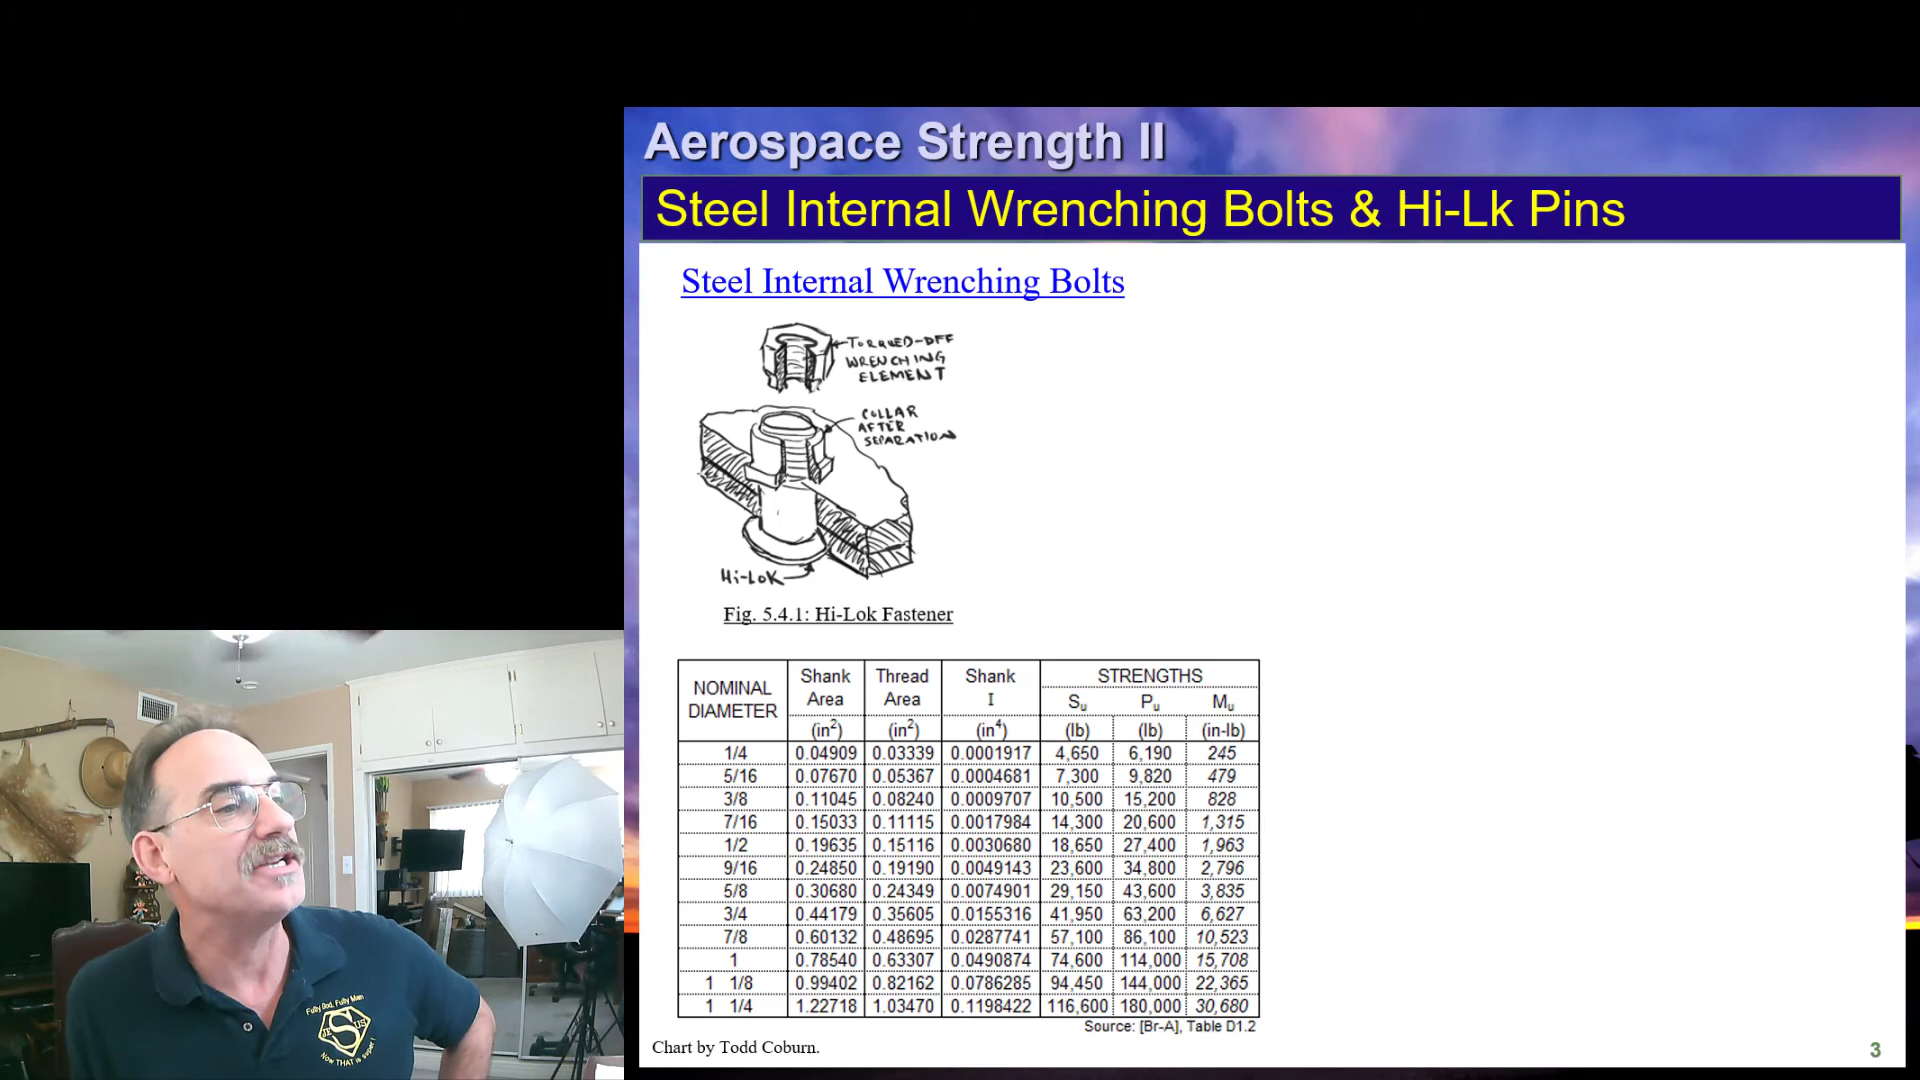 Aerospace Strength II
Steel Internal Wrenching Bolts & Hi-Lk Pins
Steel Internal Wrenching Bolts
TORQUED-OFF
WRENCHING
ELEMENT
COLLAR
AFTER
SEPARATION
Hi-LOK
Fig. 5.4.1: Hi-Lok Fastener
NOMINAL DIAMETER Shank Area Thread Area Shank I STRENGTHS
(in²) (in²) (in⁴) Su (lb) Pu (lb) Mu (in-lb)
1/4 0.04909 0.03339 0.0001917 4,650 6,190 245
5/16 0.07670 0.05367 0.0004681 7,300 9,820 479
3/8 0.11045 0.08240 0.0009707 10,500 15,200 828
7/16 0.15033 0.11115 0.0017984 14,300 20,600 1,315
1/2 0.19635 0.15116 0.0030680 18,650 27,400 1,963
9/16 0.24850 0.19190 0.0049143 23,600 34,800 2,796
5/8 0.30680 0.24349 0.0074901 29,150 43,600 3,835
3/4 0.44179 0.35605 0.0155316 41,950 63,200 6,627
7/8 0.60132 0.48695 0.0287741 57,100 86,100 10,523
1 0.78540 0.63307 0.0490874 74,600 114,000 15,708
1 1/8 0.99402 0.82162 0.0786285 94,450 144,000 22,365
1 1/4 1.22718 1.03470 0.1198422 116,600 180,000 30,680
Source: [Br-A], Table D1.2
Chart by Todd Coburn.
3
Fully God, Fully Man
JESUS
Now THAT is super!